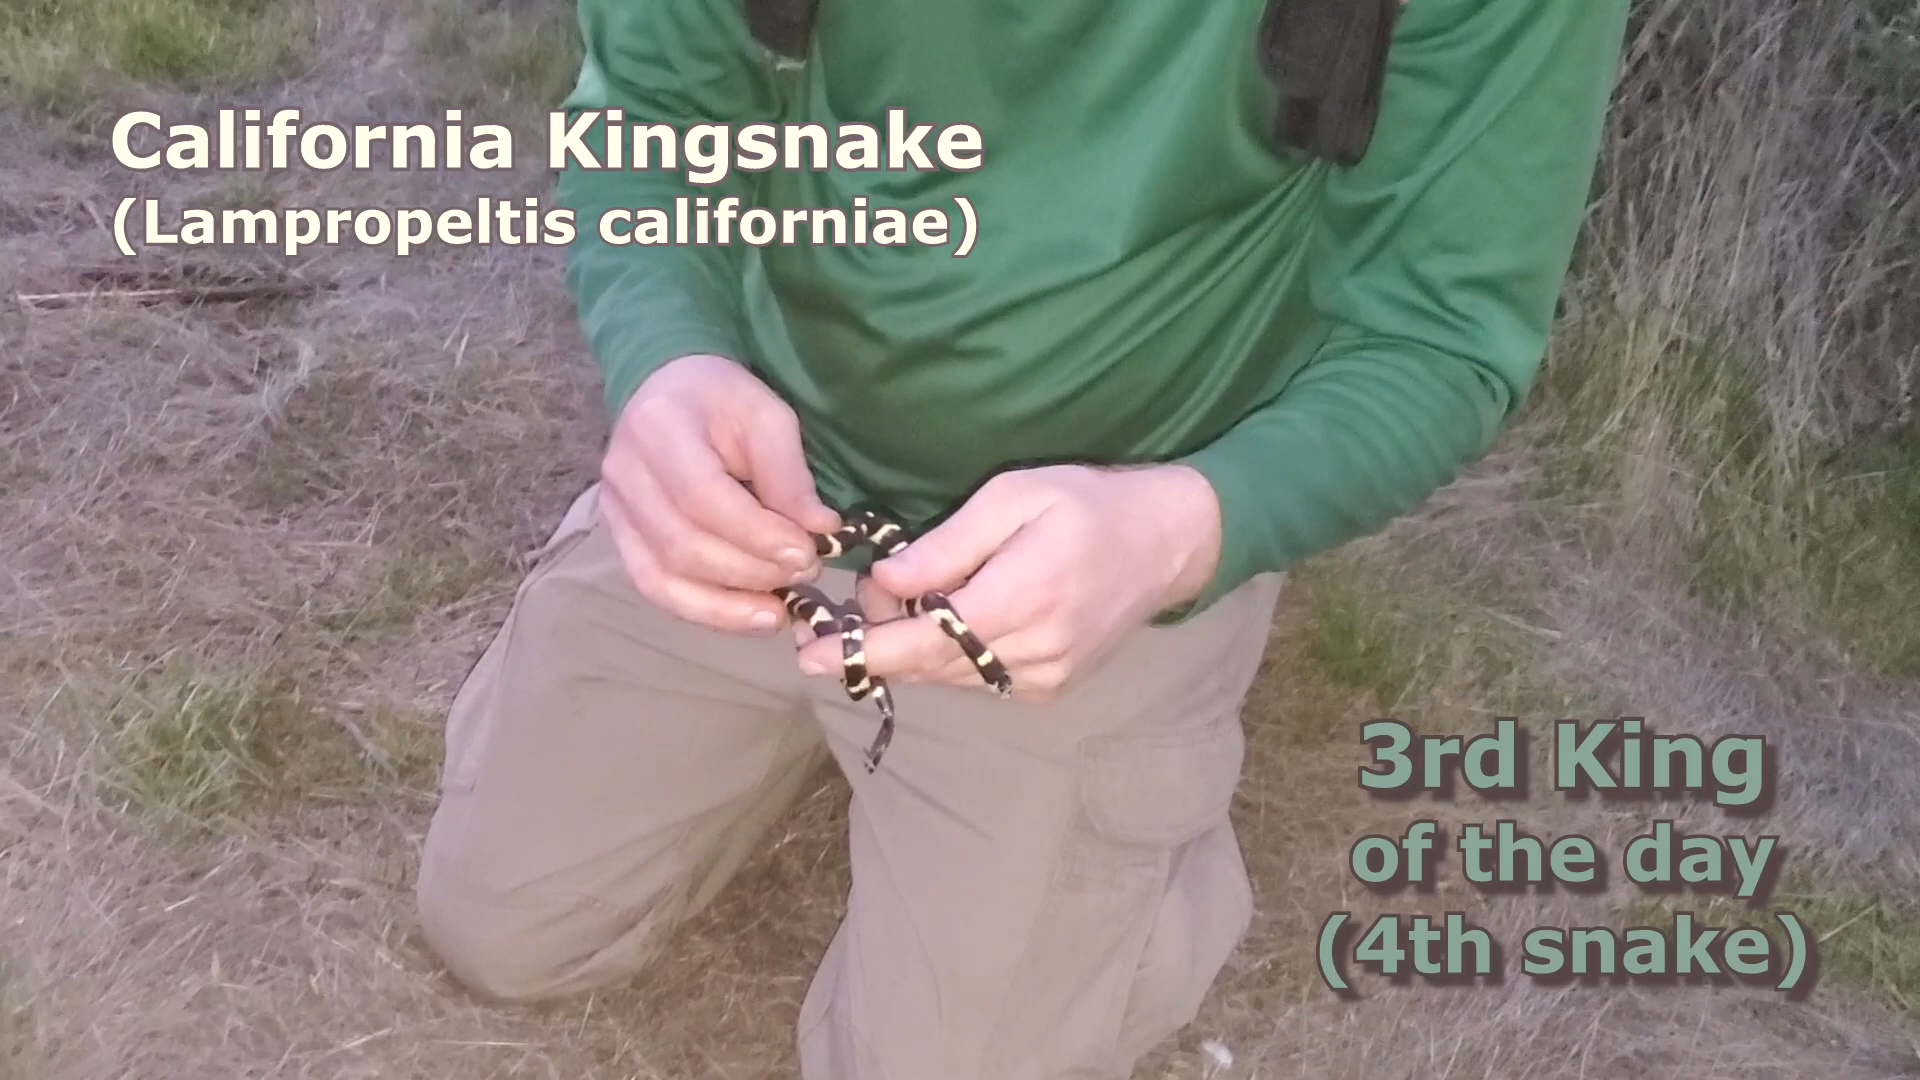 California Kingsnake
(Lampropeltis californiae)
3rd King
of the day
(4th snake)